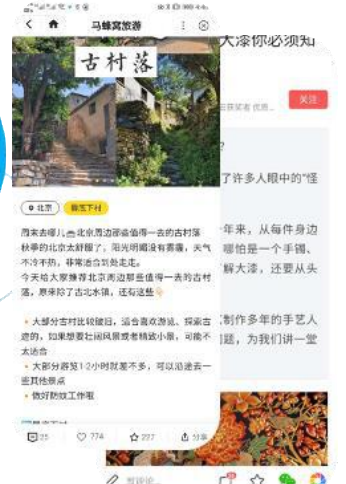 马蜂窝旅游
古村落
北京
爨底下村
周末去哪儿🚗北京周边那些值得一去的古村落
秋季的北京太舒服了，阳光明媚没有雾霾，天气
不冷不热，非常适合到处走走。
今天给大家推荐北京周边那些值得一去的古村
落，原来除了古北水镇，还有这些👇
🔸大部分古村比较破旧，适合喜欢游览、探索古
迹的，如果想要壮阔风景或者精致小景，可能不
太适合
🔸大部分游览1-2小时就差不多，可以沿途去一
些其他景点
🔸做好防蚊工作哦
774
227
分享
大漆你必须知
关注
了许多人眼中的"怪
年来，从每件身边
哪怕是一个手镯、
解大漆，还要从头
制作多年的手艺人
题，为我们讲一堂